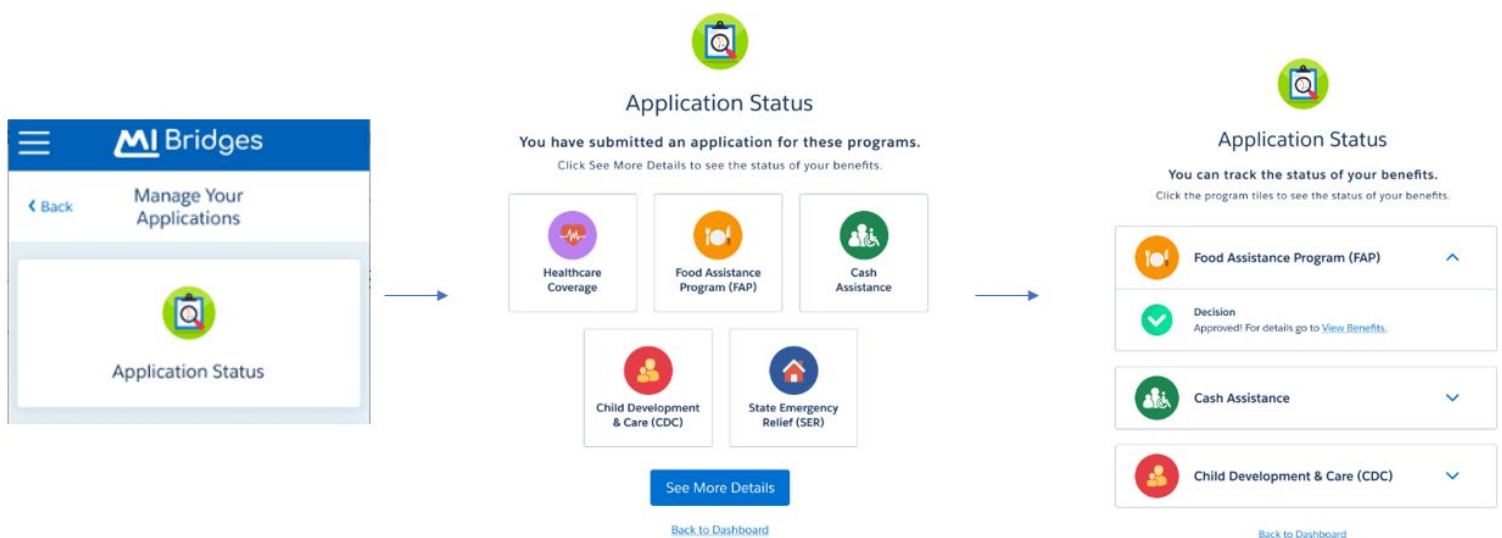 MI Bridges
Back
Manage Your
Applications
Application Status
Application Status
You have submitted an application for these programs.
Click See More Details to see the status of your benefits.
Healthcare
Coverage
Food Assistance
Program (FAP)
Cash
Assistance
Child Development
& Care (CDC)
State Emergency
Relief (SER)
See More Details
Back to Dashboard
Application Status
You can track the status of your benefits.
Click the program tiles to see the status of your benefits.
Food Assistance Program (FAP)
Decision
Approved! For details go to View Benefits.
Cash Assistance
Child Development & Care (CDC)
Back to Dashboard